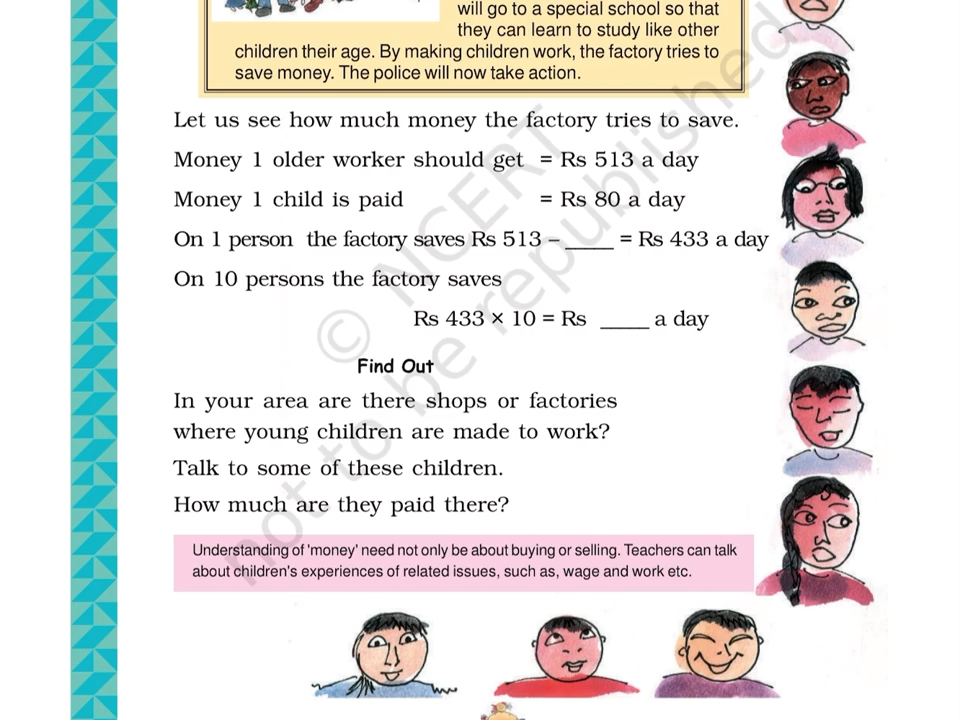 will go to a special school so that
they can learn to study like other
children their age. By making children work, the factory tries to
save money. The police will now take action.
Let us see how much money the factory tries to save.
Money 1 older worker should get = Rs 513 a day
Money 1 child is paid = Rs 80 a day
On 1 person the factory saves Rs 513 – ____ = Rs 433 a day
On 10 persons the factory saves
Rs 433 × 10 = Rs ____ a day
Find Out
In your area are there shops or factories
where young children are made to work?
Talk to some of these children.
How much are they paid there?
Understanding of 'money' need not only be about buying or selling. Teachers can talk
about children's experiences of related issues, such as, wage and work etc.
© NCERT
not to be republished